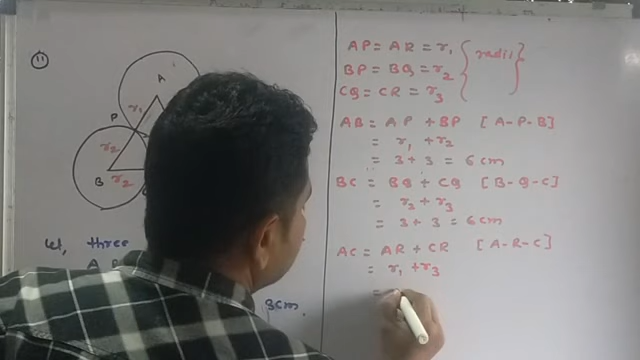 11
A
r₁
P
r₂
B
r₂
Let, three
3cm.
AP = AR = r₁
BP = BQ = r₂ {radii}
CQ = CR = r₃
AB = AP + BP [A-P-B]
= r₁ + r₂
= 3 + 3 = 6 cm
BC = BQ + CQ [B-Q-C]
= r₂ + r₃
= 3 + 3 = 6 cm
AC = AR + CR [A-R-C]
= r₁ + r₃
=